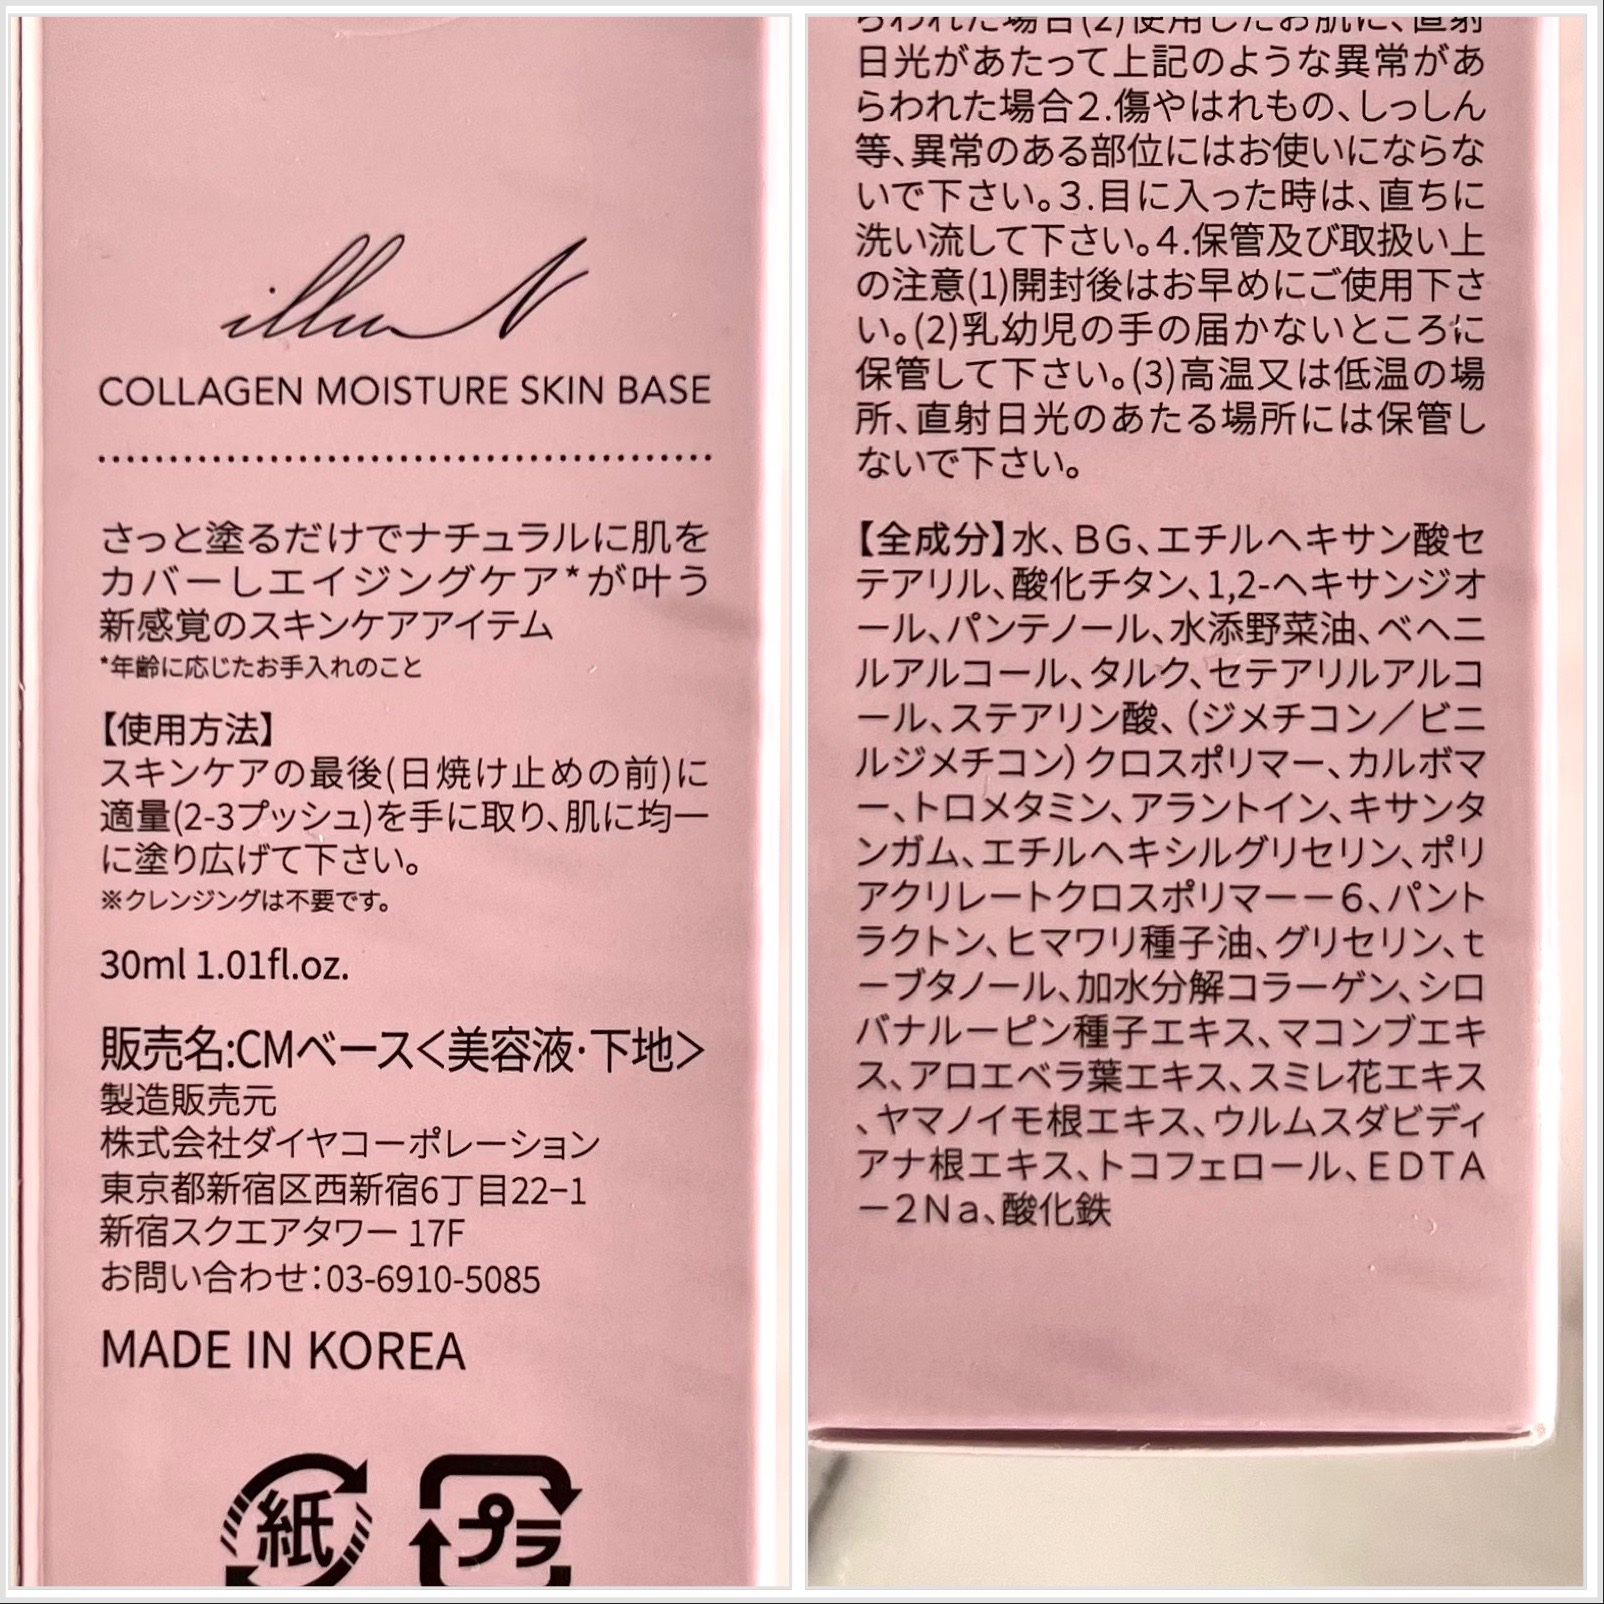 illuN
COLLAGEN MOISTURE SKIN BASE
さっと塗るだけでナチュラルに肌を
カバーしエイジングケア*が叶う
新感覚のスキンケアアイテム
*年齢に応じたお手入れのこと
【使用方法】
スキンケアの最後(日焼け止めの前)に
適量(2-3プッシュ)を手に取り、肌に均一
に塗り広げて下さい。
※クレンジングは不要です。
30ml 1.01fl.oz.
販売名:CMベース<美容液·下地>
製造販売元
株式会社ダイヤコーポレーション
東京都新宿区西新宿6丁目22−1
新宿スクエアタワー 17F
お問い合わせ：03-6910-5085
MADE IN KOREA
紙
プラ
らわれた場合(2)使用したお肌に、直射
日光があたって上記のような異常があ
らわれた場合2.傷やはれもの、しっしん
等、異常のある部位にはお使いにならな
いで下さい。3.目に入った時は、直ちに
洗い流して下さい。4.保管及び取扱い上
の注意(1)開封後はお早めにご使用下さ
い。(2)乳幼児の手の届かないところに
保管して下さい。(3)高温又は低温の場
所、直射日光のあたる場所には保管し
ないで下さい。
【全成分】水、BG、エチルヘキサン酸セ
テアリル、酸化チタン、1,2-ヘキサンジオ
ール、パンテノール、水添野菜油、ベヘニ
ルアルコール、タルク、セテアリルアルコ
ール、ステアリン酸、（ジメチコン／ビニ
ルジメチコン）クロスポリマー、カルボマ
ー、トロメタミン、アラントイン、キサンタ
ンガム、エチルヘキシルグリセリン、ポリ
アクリレートクロスポリマー－6、パント
ラクトン、ヒマワリ種子油、グリセリン、t
－ブタノール、加水分解コラーゲン、シロ
バナルーピン種子エキス、マコンブエキ
ス、アロエベラ葉エキス、スミレ花エキス
、ヤマノイモ根エキス、ウルムスダビディ
アナ根エキス、トコフェロール、EDTA
－2Na、酸化鉄